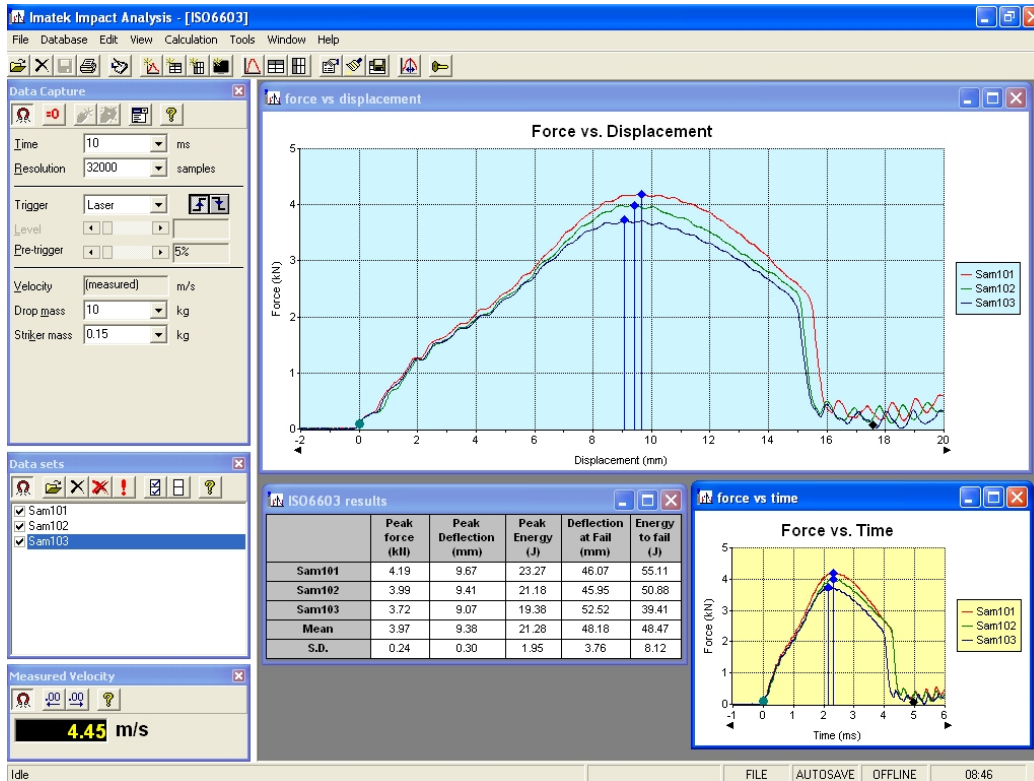 Imatek Impact Analysis - [ISO6603]
File Database Edit View Calculation Tools Window Help
Data Capture
=0
Time 10 ms
Resolution 32000 samples
Trigger Laser
Level
Pre-trigger 5%
Velocity (measured) m/s
Drop mass 10 kg
Striker mass 0.15 kg
Data sets
Sam101
Sam102
Sam103
Measured Velocity
.00 .00
4.45 m/s
force vs displacement
Force vs. Displacement
Force (kN)
5
4
3
2
1
0
-2 0 2 4 6 8 10 12 14 16 18 20
Displacement (mm)
Sam101
Sam102
Sam103
ISO6603 results
Peak force (kN) Peak Deflection (mm) Peak Energy (J) Deflection at Fail (mm) Energy to fail (J)
Sam101 4.19 9.67 23.27 46.07 55.11
Sam102 3.99 9.41 21.18 45.95 50.88
Sam103 3.72 9.07 19.38 52.52 39.41
Mean 3.97 9.38 21.28 48.18 48.47
S.D. 0.24 0.30 1.95 3.76 8.12
force vs time
Force vs. Time
Force (kN)
5
4
3
2
1
0
-1 0 1 2 3 4 5 6
Time (ms)
Sam101
Sam102
Sam103
Idle FILE AUTOSAVE OFFLINE 08:46